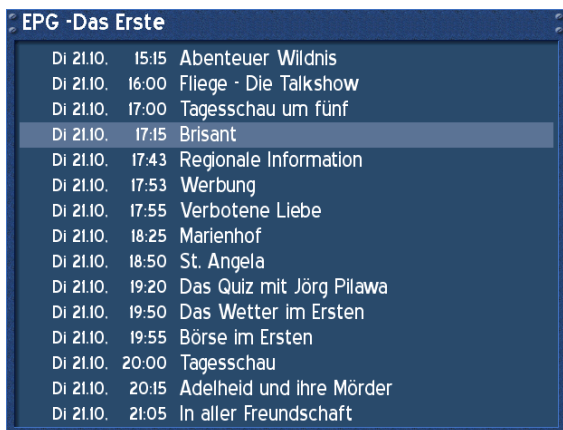 EPG -Das Erste
Di 21.10. 15:15 Abenteuer Wildnis
Di 21.10. 16:00 Fliege - Die Talkshow
Di 21.10. 17:00 Tagesschau um fünf
Di 21.10. 17:15 Brisant
Di 21.10. 17:43 Regionale Information
Di 21.10. 17:53 Werbung
Di 21.10. 17:55 Verbotene Liebe
Di 21.10. 18:25 Marienhof
Di 21.10. 18:50 St. Angela
Di 21.10. 19:20 Das Quiz mit Jörg Pilawa
Di 21.10. 19:50 Das Wetter im Ersten
Di 21.10. 19:55 Börse im Ersten
Di 21.10. 20:00 Tagesschau
Di 21.10. 20:15 Adelheid und ihre Mörder
Di 21.10. 21:05 In aller Freundschaft